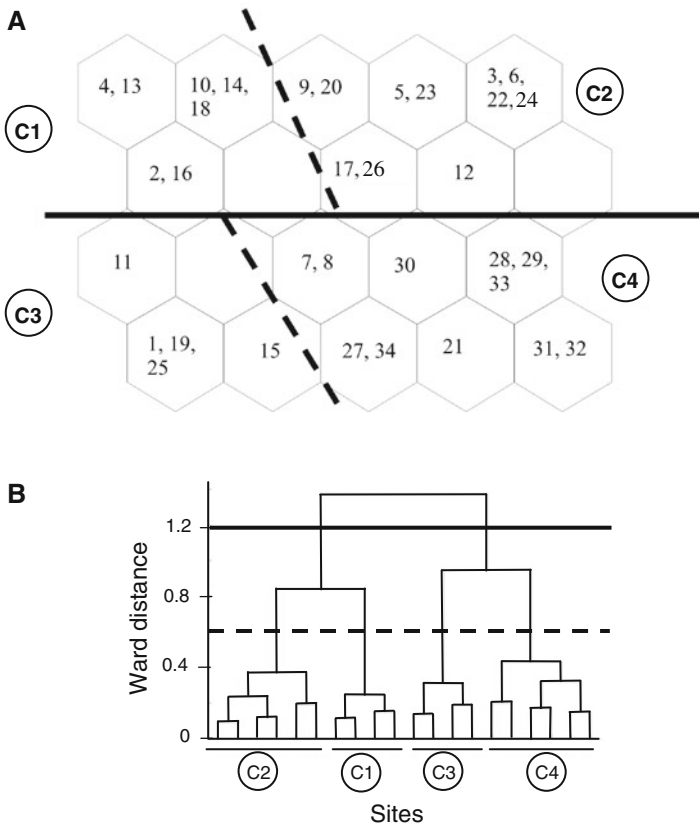 A
4, 13
10, 14,
18
9, 20
5, 23
3, 6,
22,24
C2
C1
2, 16
17, 26
12
11
7, 8
30
28, 29,
33
C4
C3
1, 19,
25
15
27, 34
21
31, 32
B
1.2
0.8
0.4
0
Ward distance
C2
C1
C3
C4
Sites